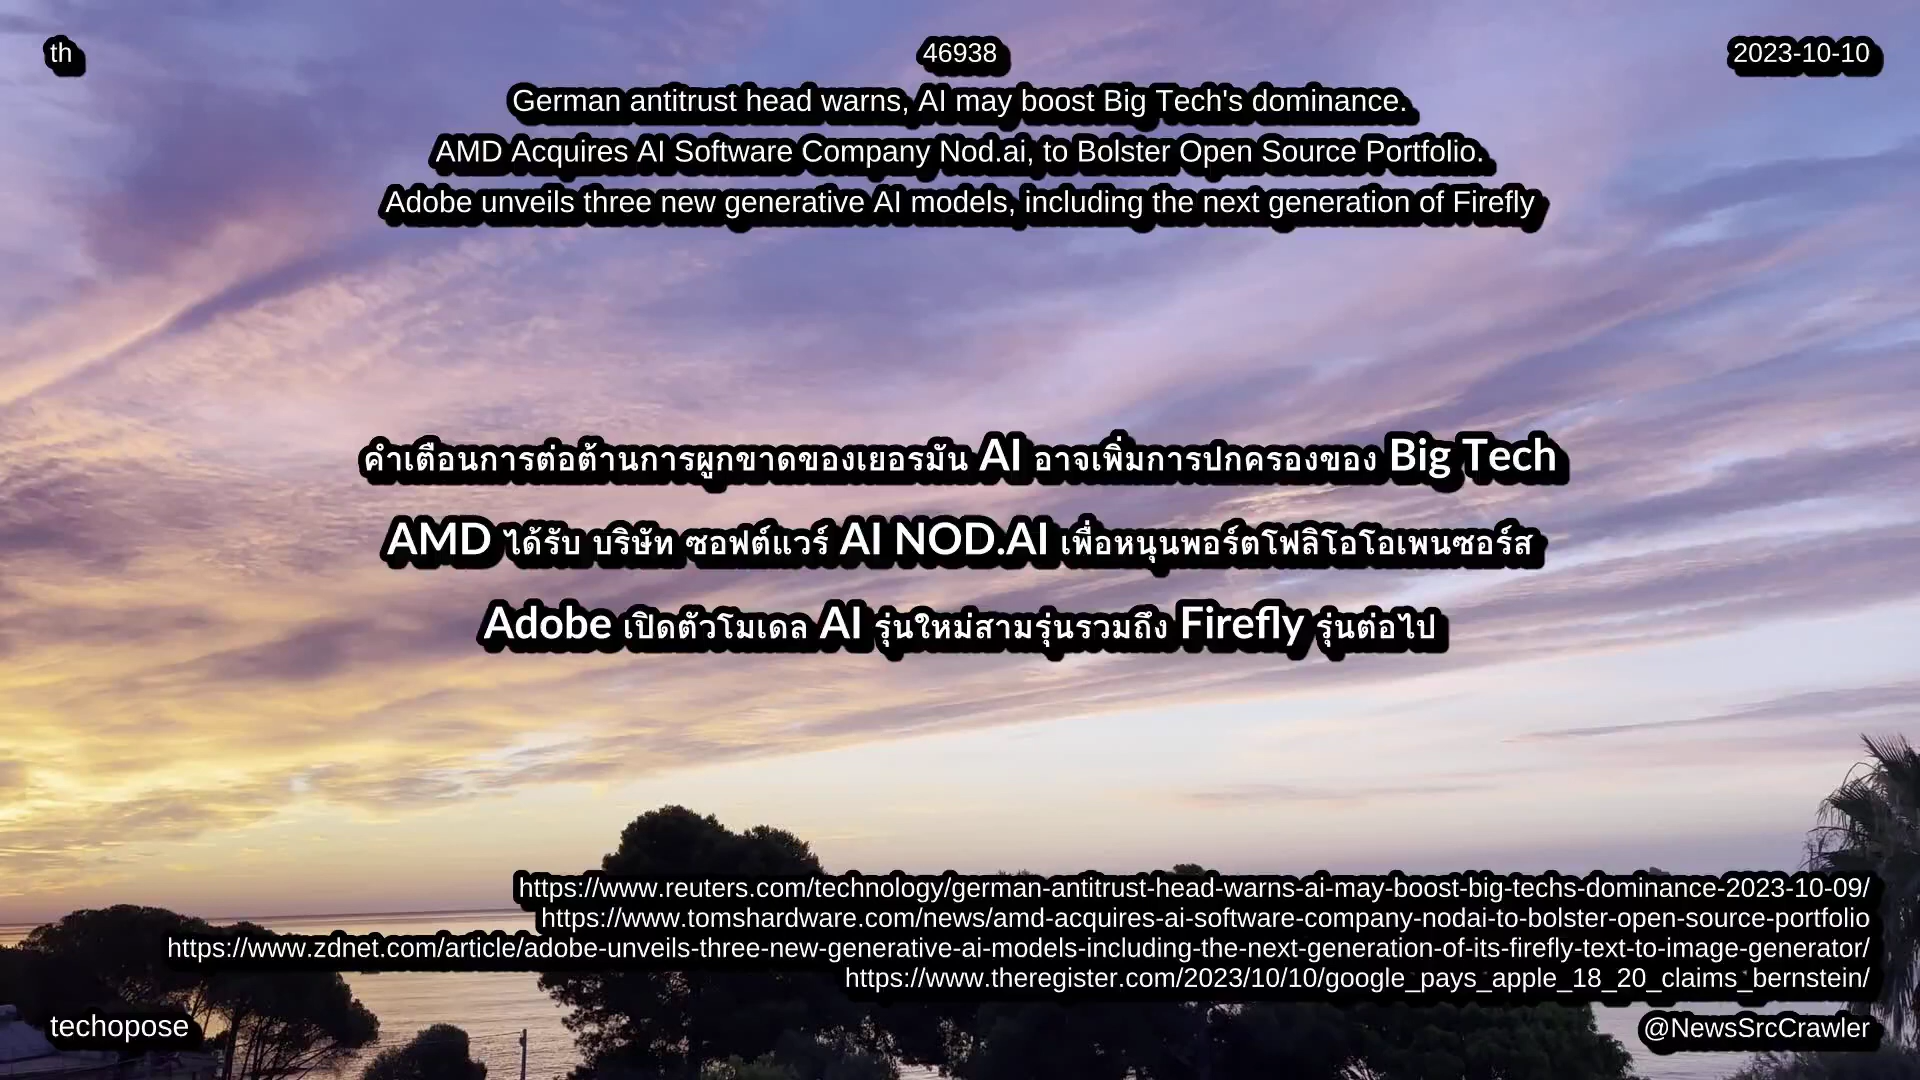 th
46938
2023-10-10
German antitrust head warns, AI may boost Big Tech's dominance.
AMD Acquires AI Software Company Nod.ai, to Bolster Open Source Portfolio.
Adobe unveils three new generative AI models, including the next generation of Firefly
คำเตือนการต่อต้านการผูกขาดของเยอรมัน AI อาจเพิ่มการปกครองของ Big Tech
AMD ได้รับ บริษัท ซอฟต์แวร์ AI NOD.AI เพื่อหนุนพอร์ตโฟลิโอโอเพนซอร์ส
Adobe เปิดตัวโมเดล AI รุ่นใหม่สามรุ่นรวมถึง Firefly รุ่นต่อไป
https://www.reuters.com/technology/german-antitrust-head-warns-ai-may-boost-big-techs-dominance-2023-10-09/
https://www.tomshardware.com/news/amd-acquires-ai-software-company-nodai-to-bolster-open-source-portfolio
https://www.zdnet.com/article/adobe-unveils-three-new-generative-ai-models-including-the-next-generation-of-its-firefly-text-to-image-generator/
https://www.theregister.com/2023/10/10/google_pays_apple_18_20_claims_bernstein/
techopose
@NewsSrcCrawler